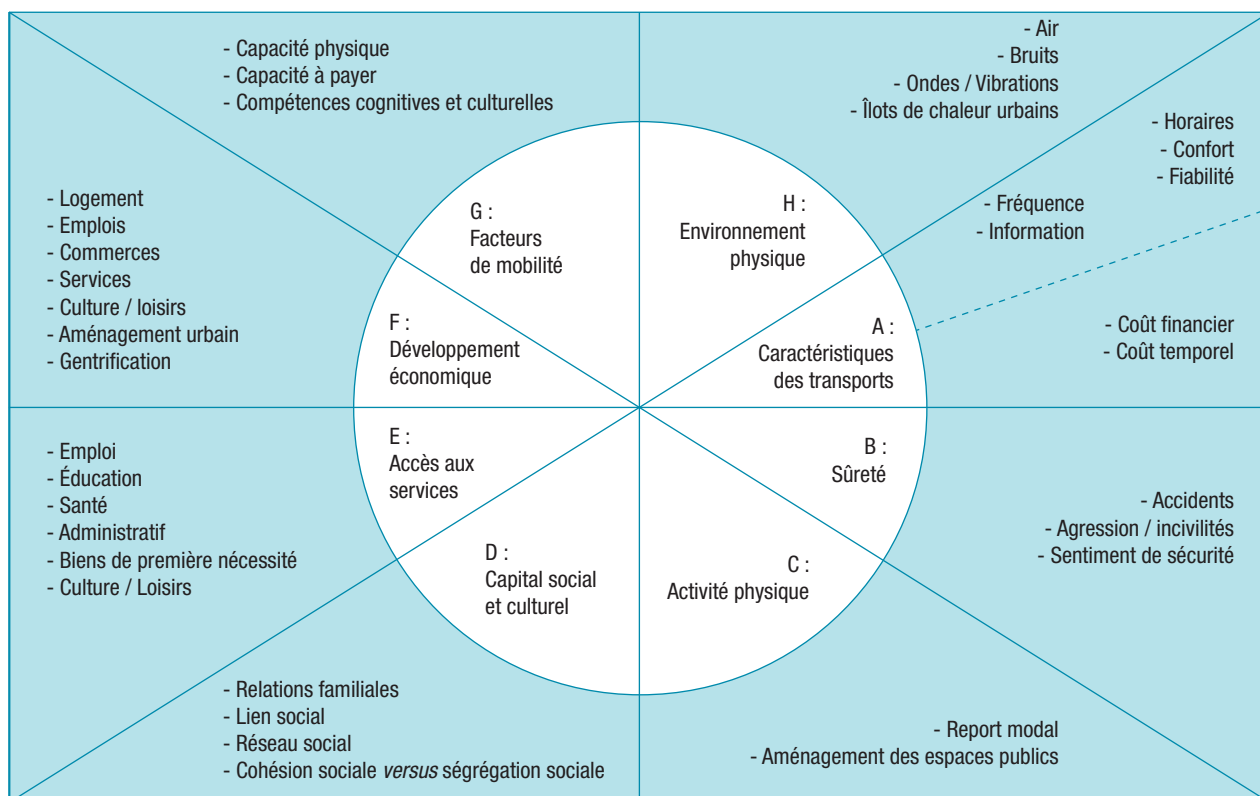 - Capacité physique
- Capacité à payer
- Compétences cognitives et culturelles
- Air
- Bruits
- Ondes / Vibrations
- Îlots de chaleur urbains
- Horaires
- Confort
- Fiabilité
- Fréquence
- Information
- Coût financier
- Coût temporel
- Logement
- Emplois
- Commerces
- Services
- Culture / loisirs
- Aménagement urbain
- Gentrification
G :
Facteurs
de mobilité
H :
Environnement
physique
F :
Développement
économique
A :
Caractéristiques
des transports
E :
Accès aux
services
B :
Sûreté
D :
Capital social
et culturel
C :
Activité physique
- Emploi
- Éducation
- Santé
- Administratif
- Biens de première nécessité
- Culture / Loisirs
- Accidents
- Agression / incivilités
- Sentiment de sécurité
- Relations familiales
- Lien social
- Réseau social
- Cohésion sociale versus ségrégation sociale
- Report modal
- Aménagement des espaces publics